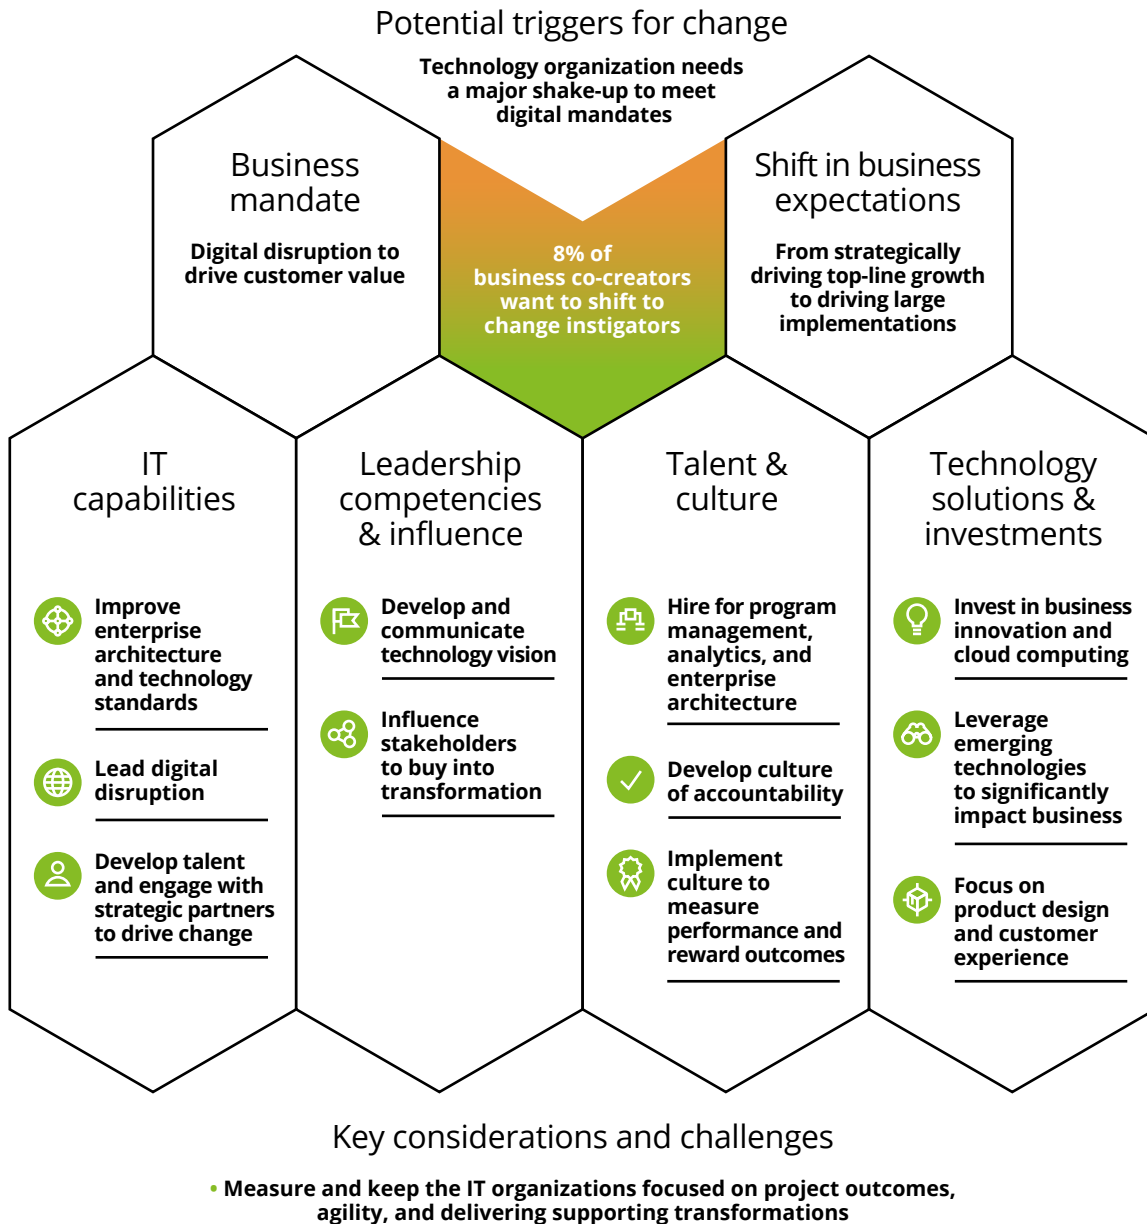 Potential triggers for change
Technology organization needs
a major shake-up to meet
digital mandates
Business
mandate
Digital disruption to
drive customer value
8% of
business co-creators
want to shift to
change instigators
Shift in business
expectations
From strategically
driving top-line growth
to driving large
implementations
IT
capabilities
Improve
enterprise
architecture
and technology
standards
Lead digital
disruption
Develop talent
and engage with
strategic partners
to drive change
Leadership
competencies
& influence
Develop and
communicate
technology vision
Influence
stakeholders
to buy into
transformation
Talent &
culture
Hire for program
management,
analytics, and
enterprise
architecture
Develop culture
of accountability
Implement
culture to
measure
performance and
reward outcomes
Technology
solutions &
investments
Invest in business
innovation and
cloud computing
Leverage
emerging
technologies
to significantly
impact business
Focus on
product design
and customer
experience
Key considerations and challenges
• Measure and keep the IT organizations focused on project outcomes,
agility, and delivering supporting transformations